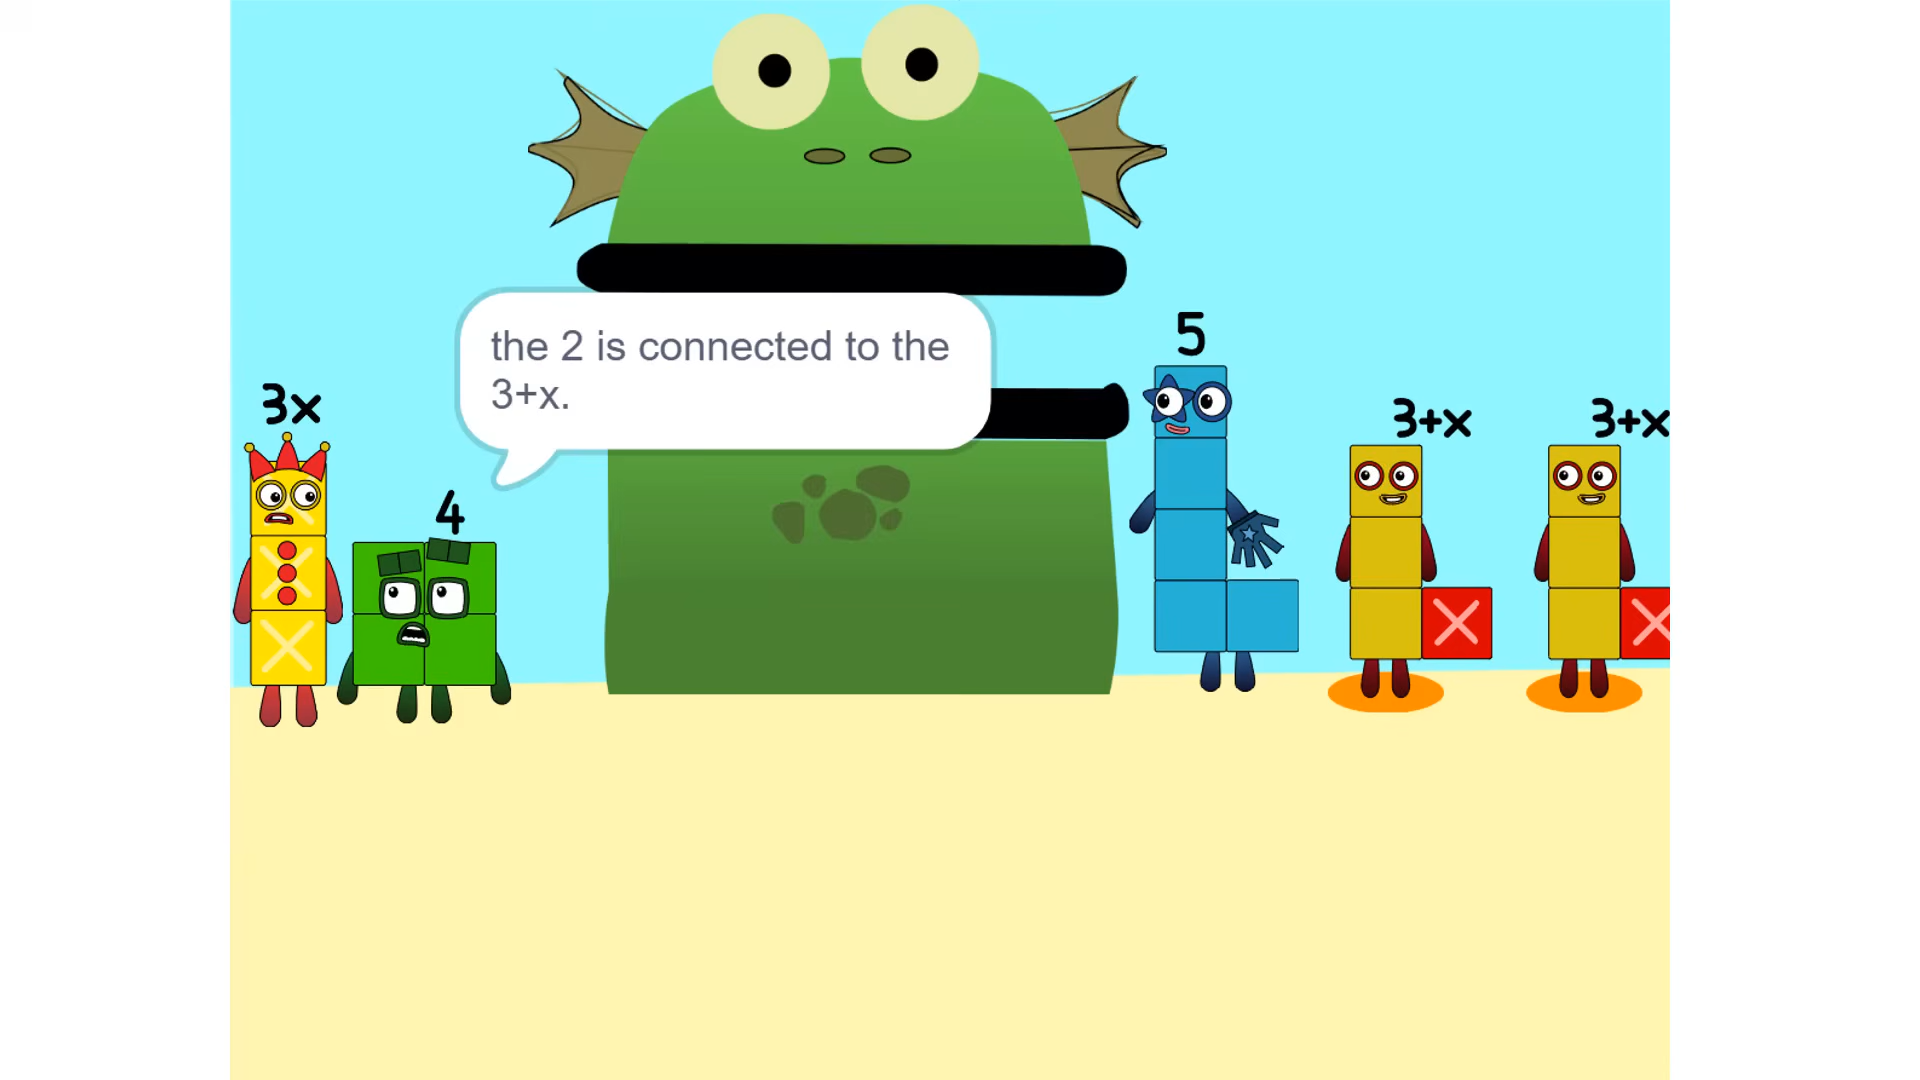 the 2 is connected to the
3+x.
5
3x
3+x
3+x
4